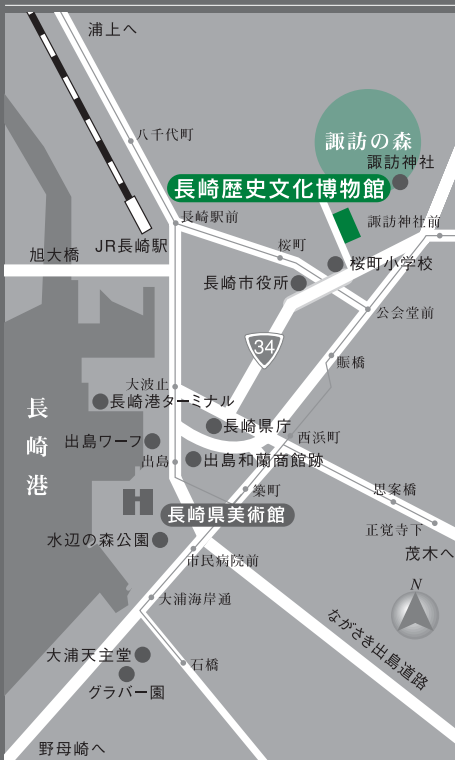 浦上へ
八千代町
諏訪の森
諏訪神社
長崎歴史文化博物館
長崎駅前
諏訪神社前
JR長崎駅
桜町
旭大橋
桜町小学校
長崎市役所
公会堂前
34
賑橋
大波止
長崎港ターミナル
長崎港
長崎県庁
出島ワーフ
西浜町
出島
出島和蘭商館跡
築町
思案橋
長崎県美術館
正覚寺下
水辺の森公園
茂木へ
市民病院前
N
大浦海岸通
ながさき出島道路
大浦天主堂
石橋
グラバー園
野母崎へ